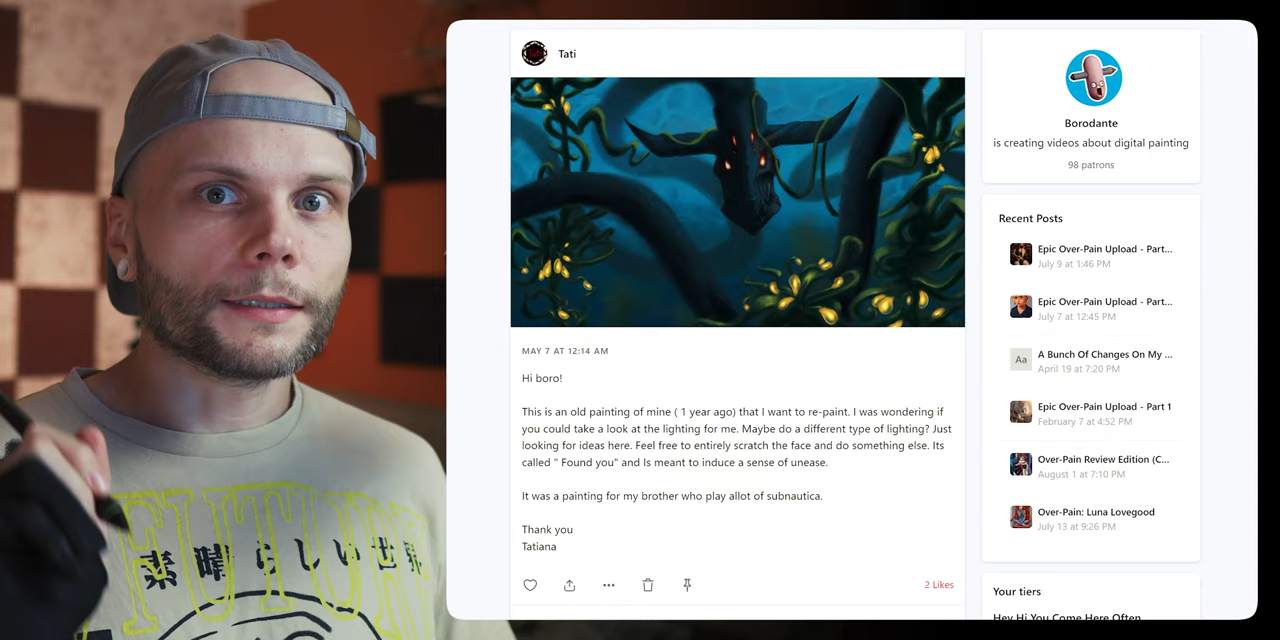 Tati
MAY 7 AT 12:14 AM
Hi boro!
This is an old painting of mine ( 1 year ago) that I want to re-paint. I was wondering if
you could take a look at the lighting for me. Maybe do a different type of lighting? Just
looking for ideas here. Feel free to entirely scratch the face and do something else. Its
called " Found you" and Is meant to induce a sense of unease.
It was a painting for my brother who play allot of subnautica.
Thank you
Tatiana
2 Likes
Borodante
is creating videos about digital painting
98 patrons
Recent Posts
Epic Over-Pain Upload - Part...
July 9 at 1:46 PM
Epic Over-Pain Upload - Part...
July 7 at 12:45 PM
Aa
A Bunch Of Changes On My ...
April 19 at 7:20 PM
Epic Over-Pain Upload - Part 1
February 7 at 4:52 PM
Over-Pain Review Edition (C...
August 1 at 7:10 PM
Over-Pain: Luna Lovegood
July 13 at 9:26 PM
Your tiers
Hey Hi You Come Here Often
FUTUR
素晴らしい世界